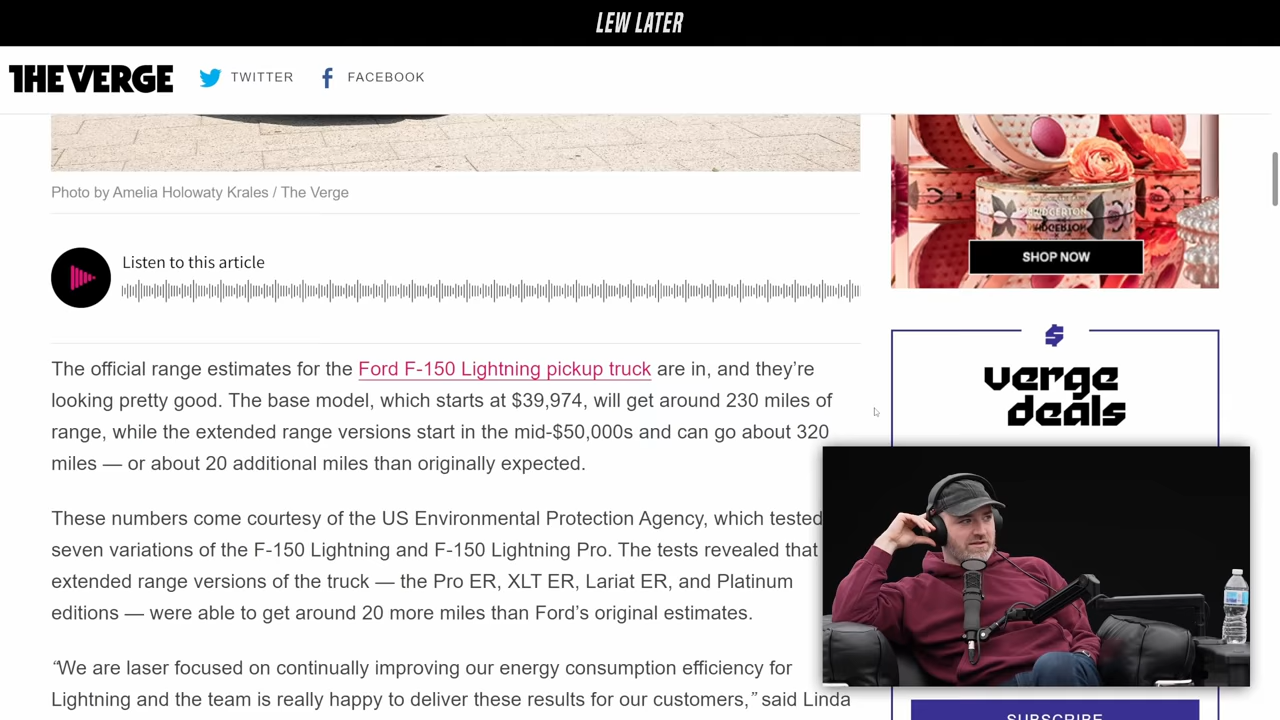 LEW LATER
THE VERGE
TWITTER
FACEBOOK
Photo by Amelia Holowaty Krales / The Verge
SHOP NOW
Listen to this article
verge
deals
The official range estimates for the Ford F-150 Lightning pickup truck are in, and they’re
looking pretty good. The base model, which starts at $39,974, will get around 230 miles of
range, while the extended range versions start in the mid-$50,000s and can go about 320
miles — or about 20 additional miles than originally expected.
These numbers come courtesy of the US Environmental Protection Agency, which tested
seven variations of the F-150 Lightning and F-150 Lightning Pro. The tests revealed that
extended range versions of the truck — the Pro ER, XLT ER, Lariat ER, and Platinum
editions — were able to get around 20 more miles than Ford’s original estimates.
“We are laser focused on continually improving our energy consumption efficiency for
Lightning and the team is really happy to deliver these results for our customers,” said Linda
SUBSCRIBE